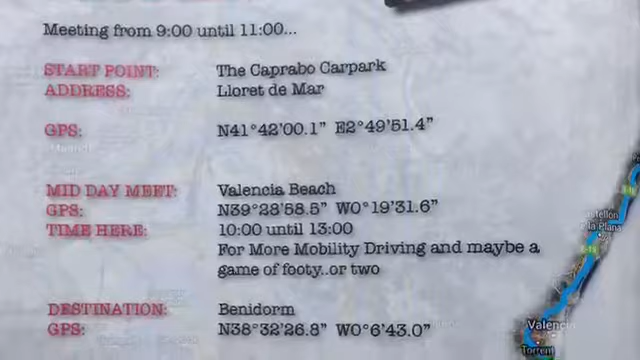 Meeting from 9:00 until 11:00...
START POINT: The Caprabo Carpark
ADDRESS: Lloret de Mar
GPS: N41°42'00.1" E2°49'51.4"
MID DAY MEET: Valencia Beach
GPS: N39°28'58.5" W0°19'31.6"
TIME HERE: 10:00 until 13:00
For More Mobility Driving and maybe a
game of footy..or two
DESTINATION: Benidorm
GPS: N38°32'26.8" W0°6'43.0"
la Plana
Valencia
Torrent